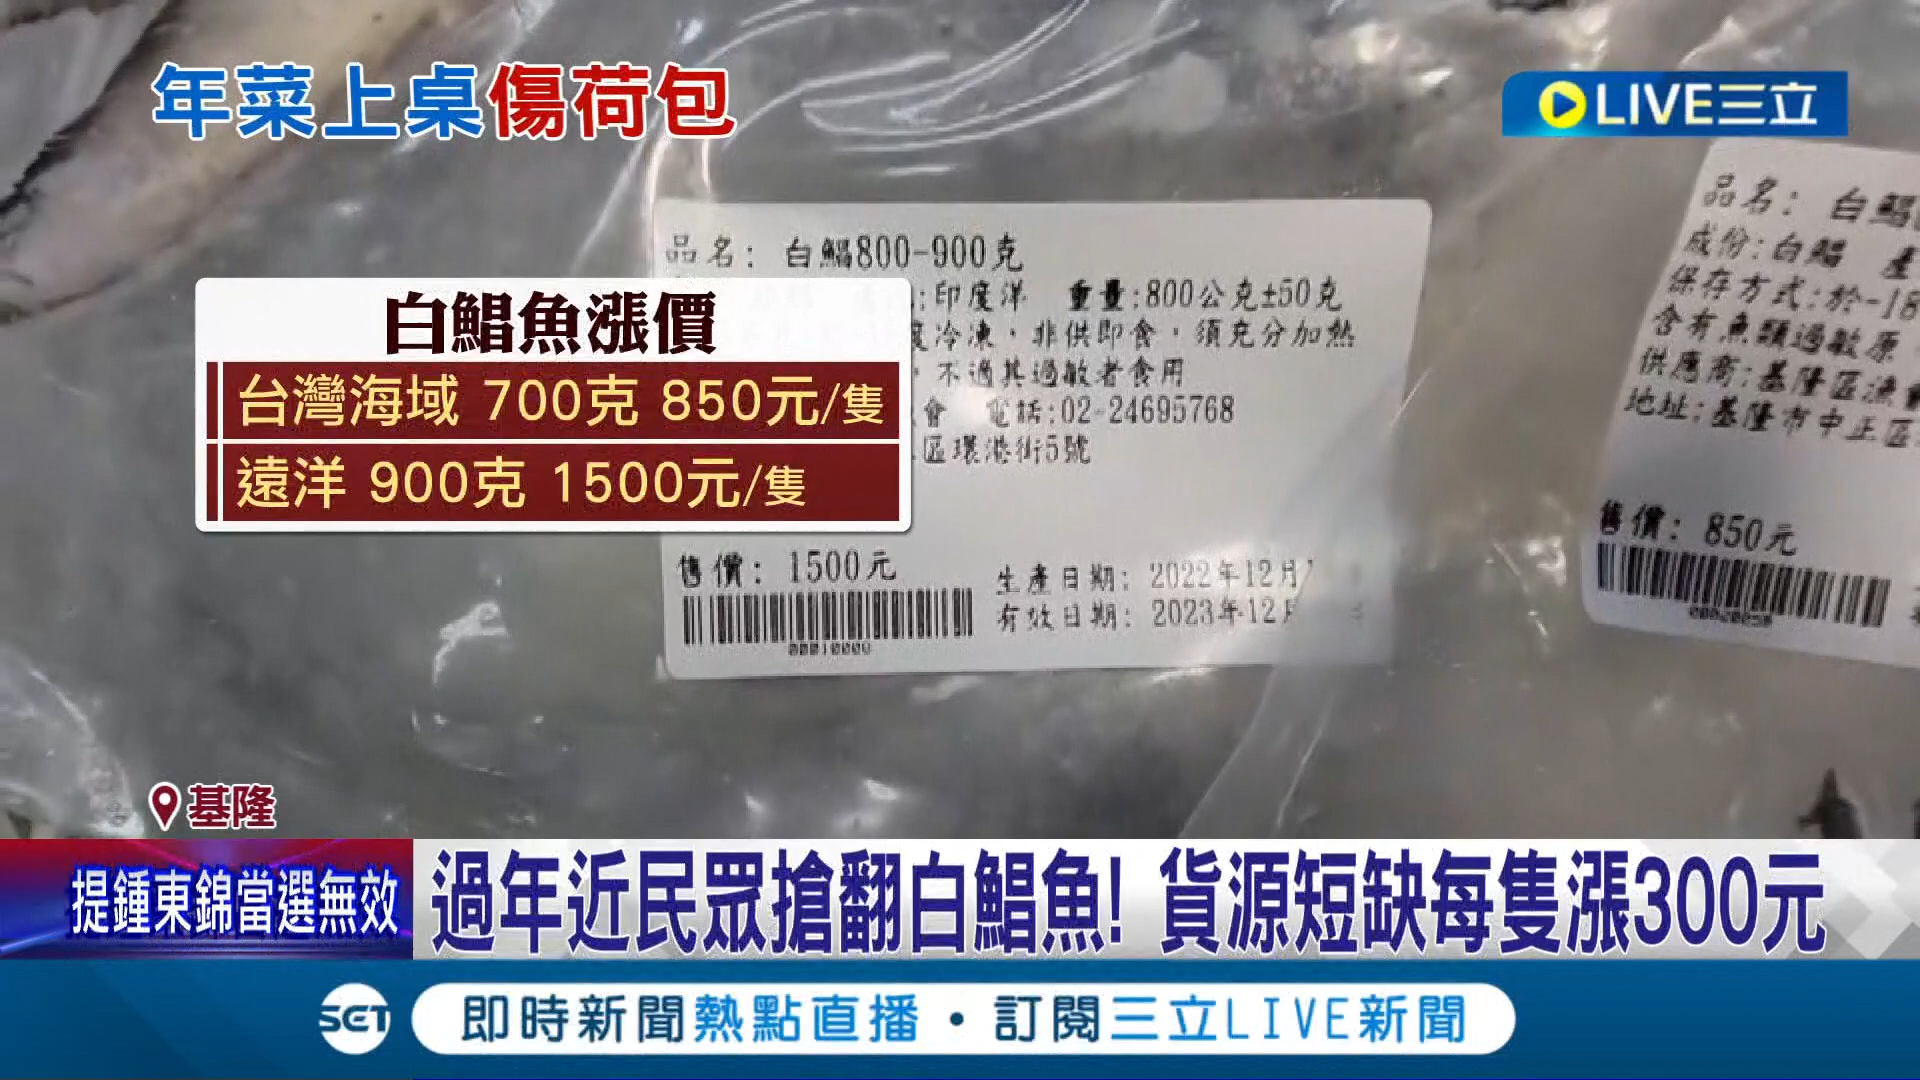 年菜上桌傷荷包
LIVE三立
品名: 白鯧800-900克
:印度洋 重量:800公克±50克
度冷凍,非供即食,須充分加熱
,不適其過敏者食用
會 電話:02-24695768
區環港街5號
售價: 1500元
生產日期: 2022年12月
有效日期: 2023年12月
00010000
白鯧魚漲價
台灣海域 700克 850元/隻
遠洋 900克 1500元/隻
品名: 白鯧
成份:白鯧 產
保存方式:於-18
含有魚類過敏原
供應商:基隆區漁
地址:基隆市中正區
售價: 850元
基隆
提鍾東錦當選無效
過年近民眾搶翻白鯧魚! 貨源短缺每隻漲300元
SET
即時新聞熱點直播・訂閱三立LIVE新聞